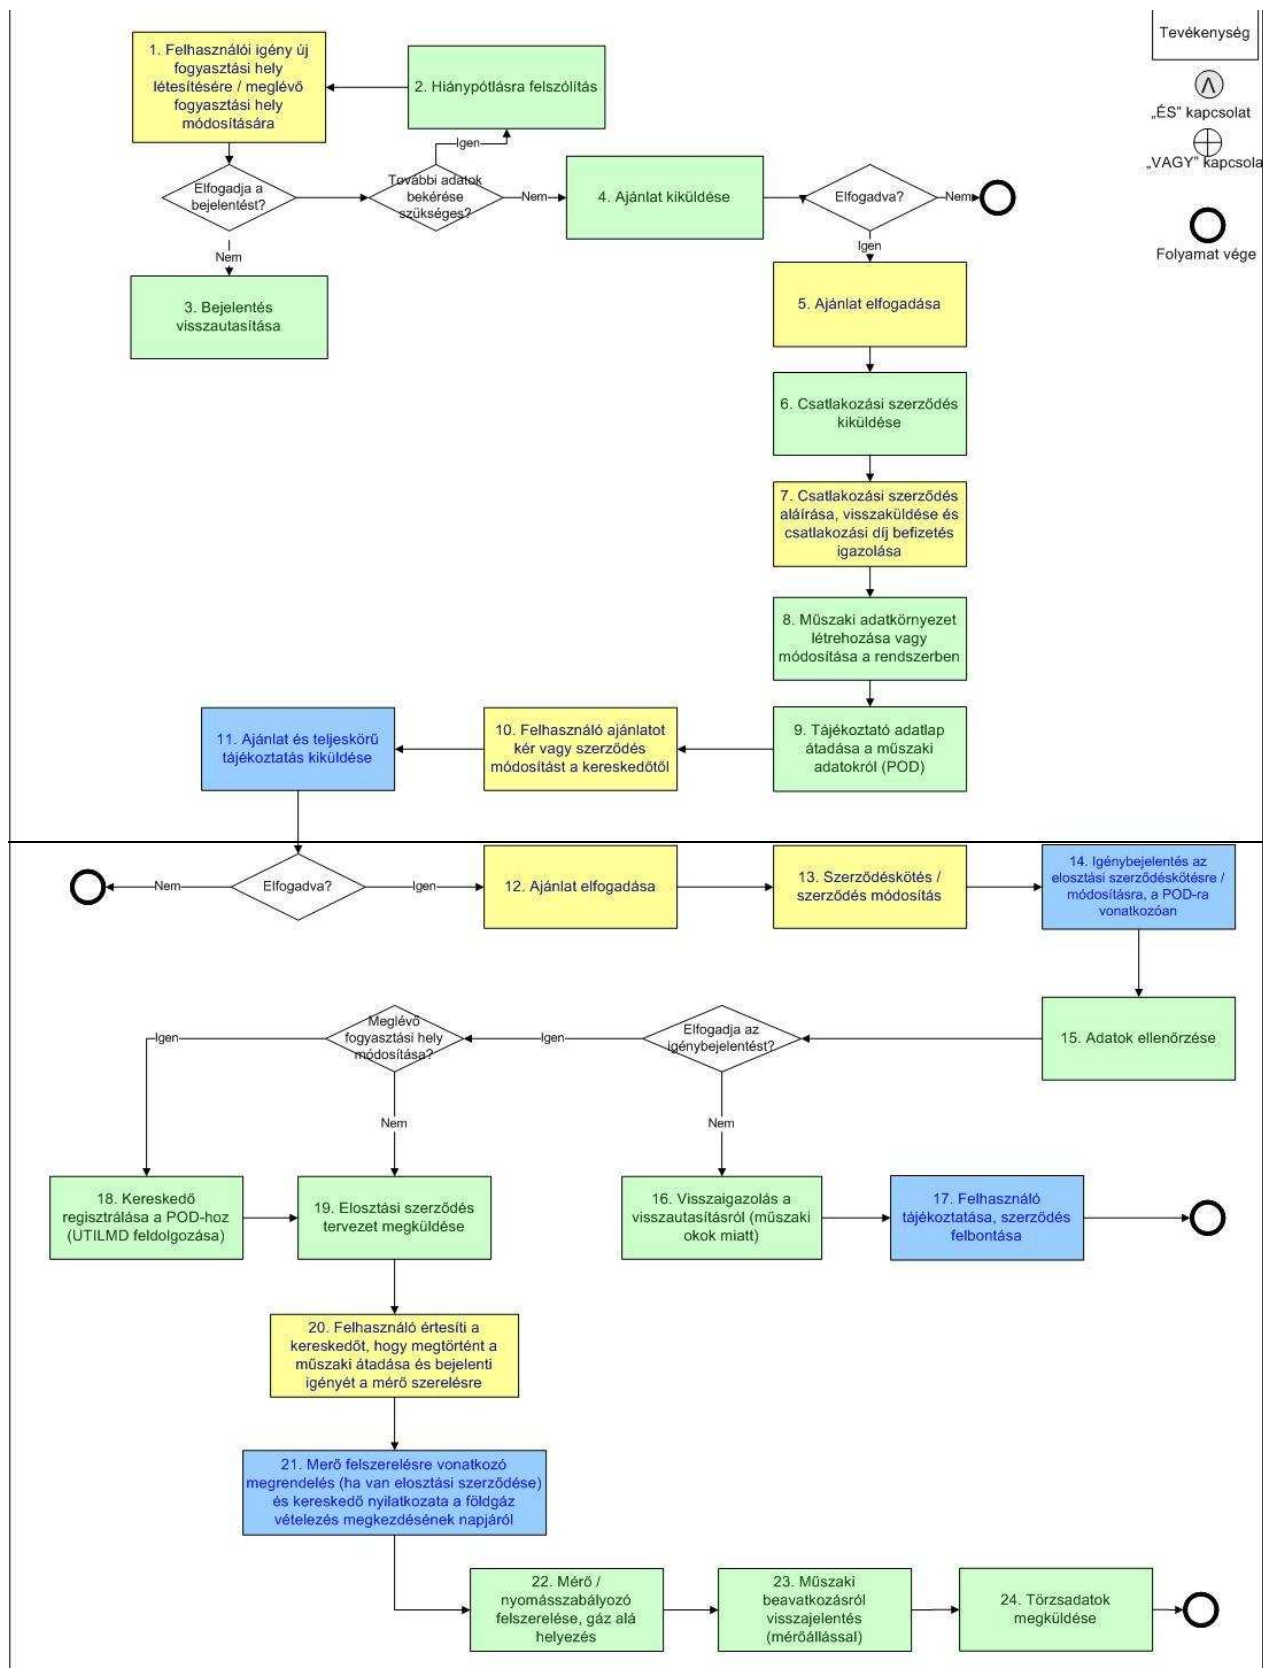 Tevékenység
„ÉS” kapcsolat
„VAGY” kapcsola
Folyamat vége
1. Felhasználói igény új
fogyasztási hely
létesítésére / meglévő
fogyasztási hely
módosítására
2. Hiánypótlásra felszólítás
Igen
Elfogadja a
bejelentést?
További adatok
bekérése
szükséges?
Nem
4. Ajánlat kiküldése
Elfogadva?
Nem
Igen
Nem
3. Bejelentés
visszautasítása
5. Ajánlat elfogadása
6. Csatlakozási szerződés
kiküldése
7. Csatlakozási szerződés
aláírása, visszaküldése és
csatlakozási díj befizetés
igazolása
8. Műszaki adatkörnyezet
létrehozása vagy
módosítása a rendszerben
9. Tájékoztató adatlap
átadása a műszaki
adatokról (POD)
10. Felhasználó ajánlatot
kér vagy szerződés
módosítást a kereskedőtől
11. Ajánlat és teljeskörű
tájékoztatás kiküldése
Nem
Elfogadva?
Igen
12. Ajánlat elfogadása
13. Szerződéskötés /
szerződés módosítás
14. Igénybejelentés az
elosztási szerződéskötésre /
módosításra, a POD-ra
vonatkozóan
15. Adatok ellenőrzése
Elfogadja az
igénybejelentést?
Igen
Meglévő
fogyasztási hely
módosítása?
Igen
Nem
Nem
16. Visszaigazolás a
visszautasításról (műszaki
okok miatt)
17. Felhasználó
tájékoztatása, szerződés
felbontása
18. Kereskedő
regisztrálása a POD-hoz
(UTILMD feldolgozása)
19. Elosztási szerződés
tervezet megküldése
20. Felhasználó értesíti a
kereskedőt, hogy megtörtént a
műszaki átadása és bejelenti
igényét a mérő szerelésre
21. Merő felszerelésre vonatkozó
megrendelés (ha van elosztási szerződése)
és kereskedő nyilatkozata a földgáz
vételezés megkezdésének napjáról
22. Mérő /
nyomásszabályozó
felszerelése, gáz alá
helyezés
23. Műszaki
beavatkozásról
visszajelentés
(mérőállással)
24. Törzsadatok
megküldése